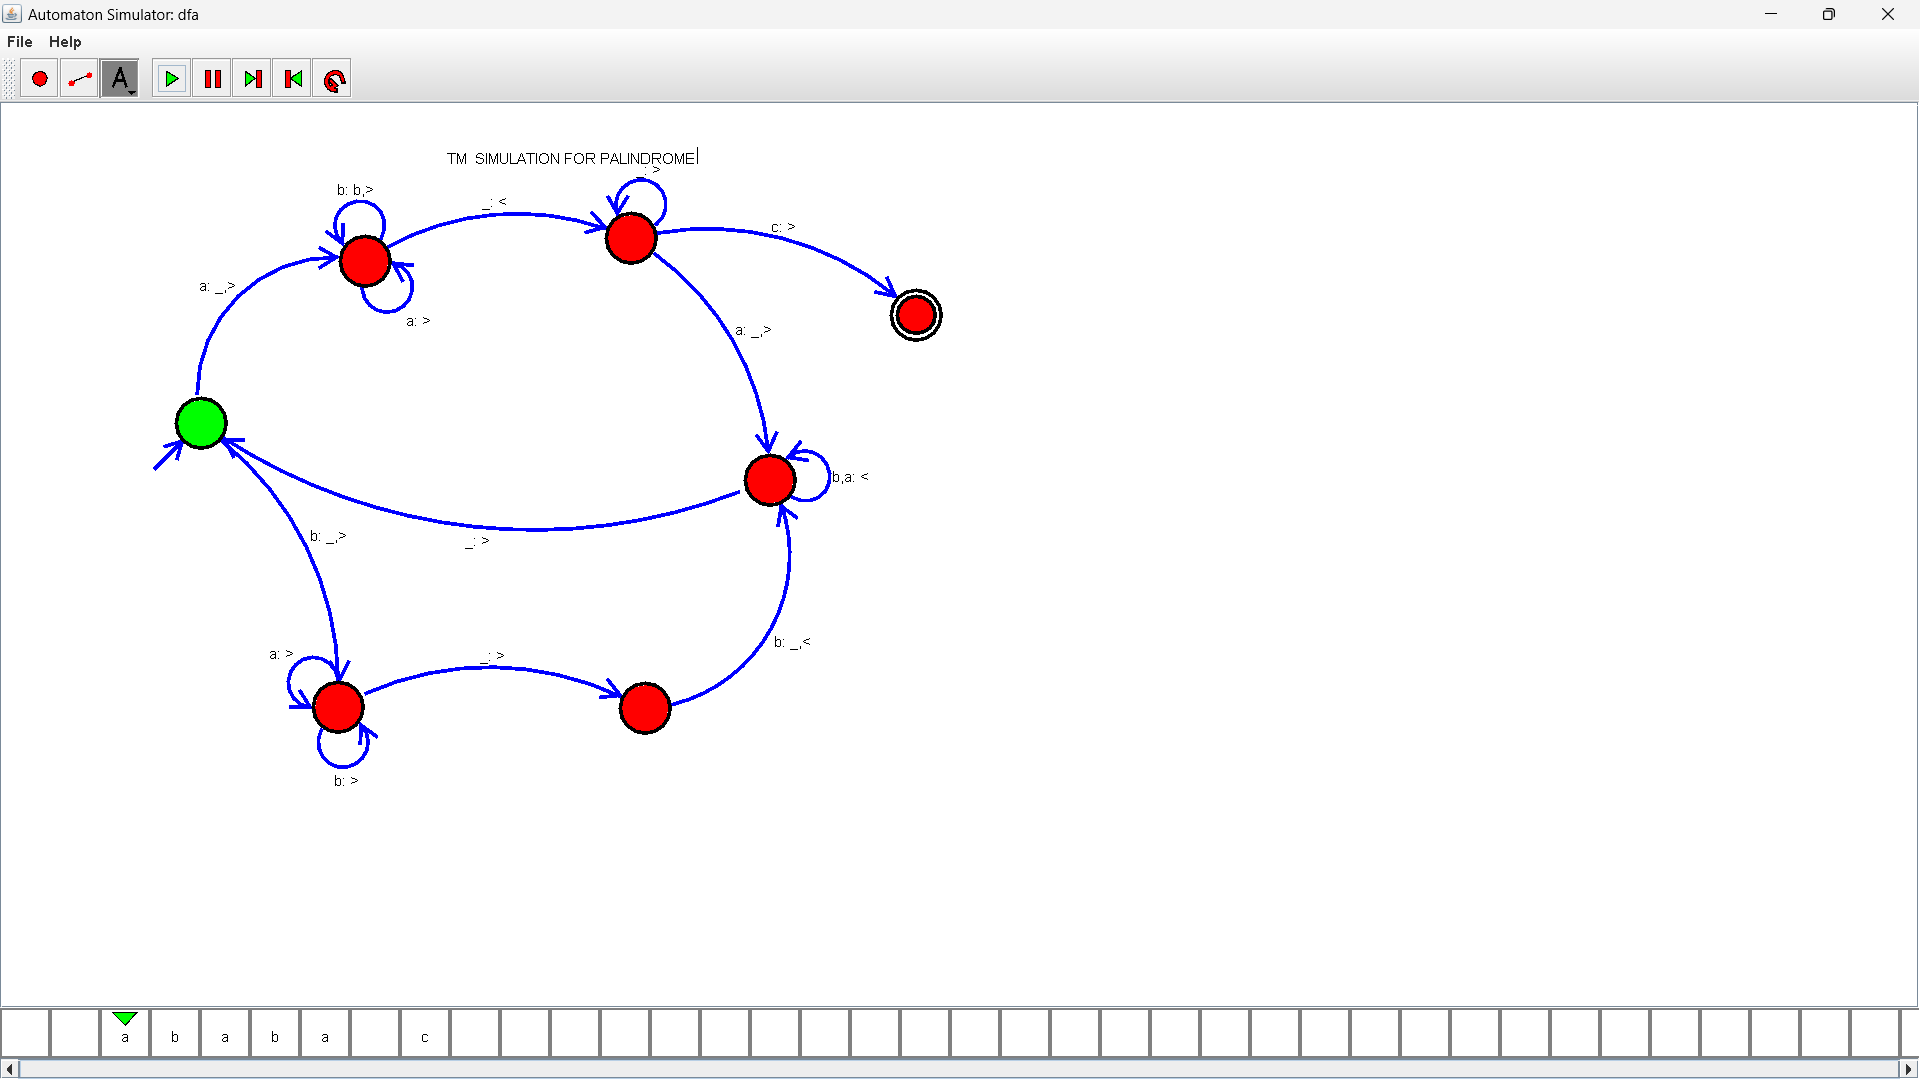 Automaton Simulator: dfa
File Help
A
TM SIMULATION FOR PALINDROME
_: >
b: b,>
_: <
c: >
a: _,>
a: >
a: _,>
b,a: <
b: _,>
_: >
b: _,<
a: >
_: >
b: >
a b a b a c